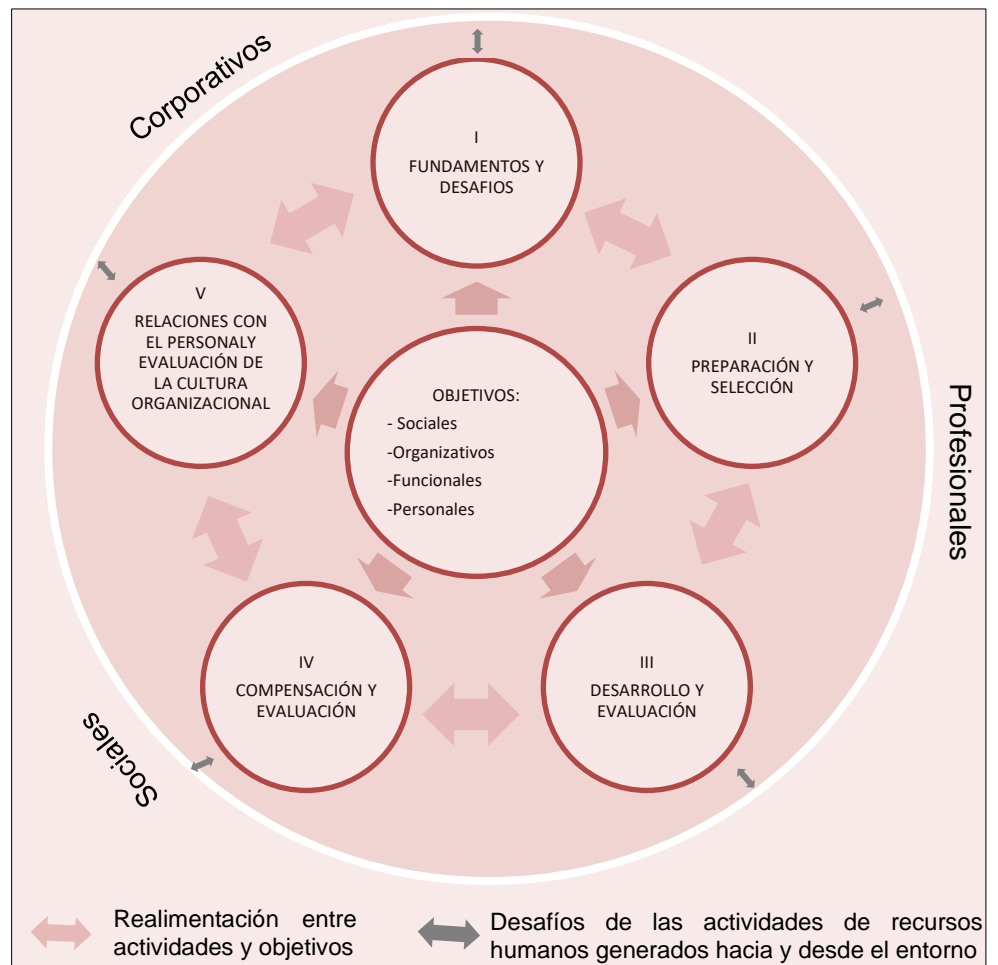 Corporativos
I
FUNDAMENTOS Y
DESAFIOS
V
RELACIONES CON
EL PERSONALY
EVALUACIÓN DE
LA CULTURA
ORGANIZACIONAL
II
PREPARACIÓN Y
SELECCIÓN
OBJETIVOS:
- Sociales
-Organizativos
-Funcionales
-Personales
Profesionales
IV
COMPENSACIÓN Y
EVALUACIÓN
III
DESARROLLO Y
EVALUACIÓN
Sociales
Realimentación entre
actividades y objetivos
Desafíos de las actividades de recursos
humanos generados hacia y desde el entorno